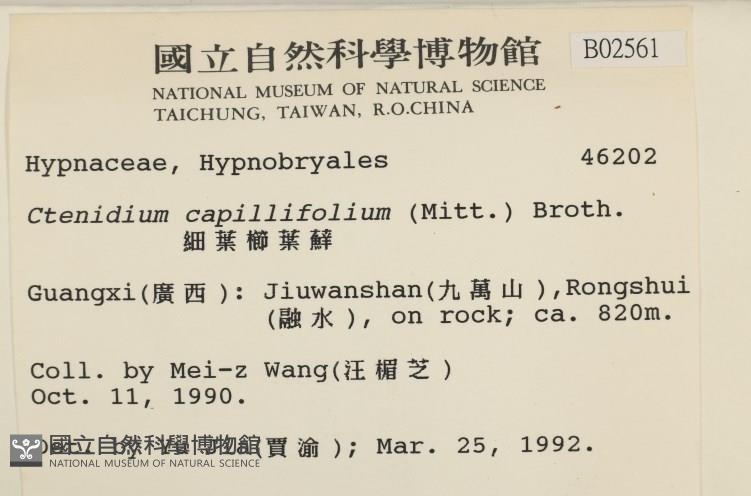 國立自然科學博物館
B02561
NATIONAL MUSEUM OF NATURAL SCIENCE
TAICHUNG, TAIWAN, R.O.CHINA
Hypnaceae, Hypnobryales 46202
Ctenidium capillifolium (Mitt.) Broth.
細葉櫛葉蘚
Guangxi(廣西): Jiuwanshan(九萬山),Rongshui
(融水), on rock; ca. 820m.
Coll. by Mei-z Wang(汪楣芝)
Oct. 11, 1990.
by (賈渝); Mar. 25, 1992.
國立自然科學博物館
NATIONAL MUSEUM OF NATURAL SCIENCE